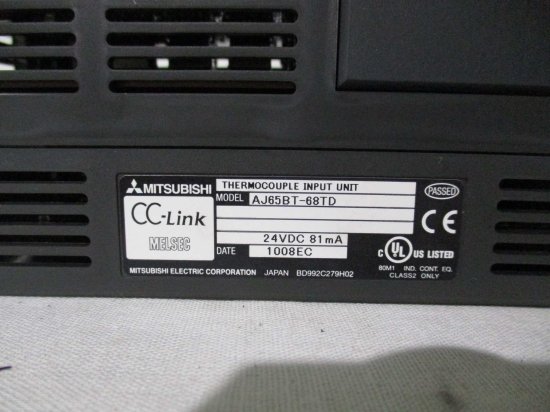 MITSUBISHI
THERMOCOUPLE INPUT UNIT
MODEL AJ65BT-68TD
PASSED
CC-Link
MELSEC
CE
24VDC 81mA
DATE 1008EC
C UL US LISTED
80M1 IND. CONT. EQ.
CLASS2 ONLY
MITSUBISHI ELECTRIC CORPORATION JAPAN BD992C279H02